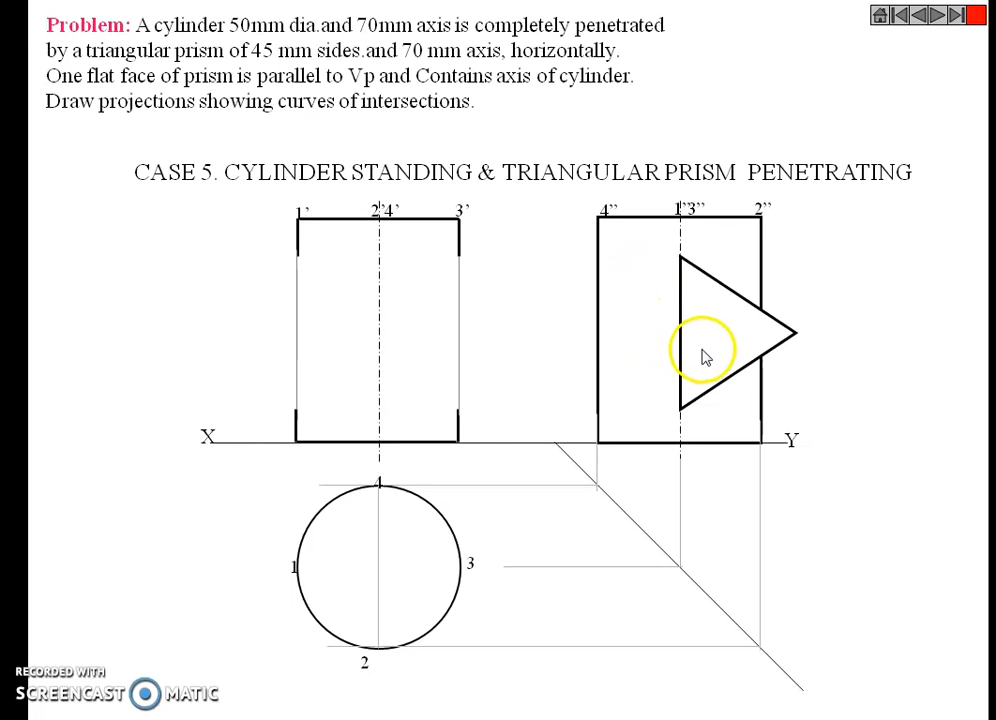 Problem: A cylinder 50mm dia.and 70mm axis is completely penetrated
by a triangular prism of 45 mm sides.and 70 mm axis, horizontally.
One flat face of prism is parallel to Vp and Contains axis of cylinder.
Draw projections showing curves of intersections.
CASE 5. CYLINDER STANDING & TRIANGULAR PRISM PENETRATING
1' 2'4' 3' 4" 1"3" 2"
X Y
4
1 3
2
RECORDED WITH
SCREENCAST MATIC